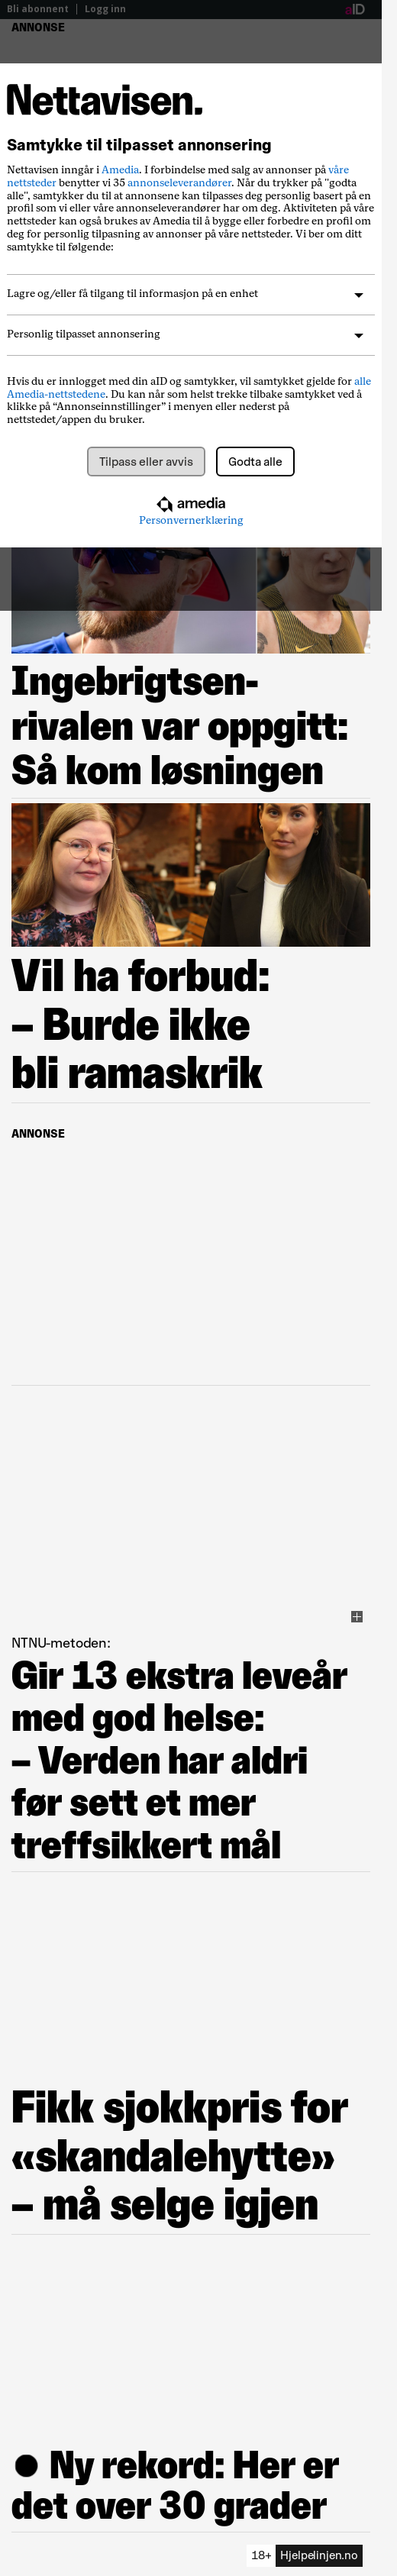 Bli abonnent | Logg inn
aID
ANNONSE
Nettavisen.
Samtykke til tilpasset annonsering
Nettavisen inngår i Amedia. I forbindelse med salg av annonser på våre
nettsteder benytter vi 35 annonseleverandører. Når du trykker på "godta
alle", samtykker du til at annonsene kan tilpasses deg personlig basert på en
profil som vi eller våre annonseleverandører har om deg. Aktiviteten på våre
nettsteder kan også brukes av Amedia til å bygge eller forbedre en profil om
deg for personlig tilpasning av annonser på våre nettsteder. Vi ber om ditt
samtykke til følgende:
Lagre og/eller få tilgang til informasjon på en enhet
Personlig tilpasset annonsering
Hvis du er innlogget med din aID og samtykker, vil samtykket gjelde for alle
Amedia-nettstedene. Du kan når som helst trekke tilbake samtykket ved å
klikke på “Annonseinnstillinger” i menyen eller nederst på
nettstedet/appen du bruker.
Tilpass eller avvis
Godta alle
amedia
Personvernerklæring
Ingebrigtsen-
rivalen var oppgitt:
Så kom løsningen
Vil ha forbud:
– Burde ikke
bli ramaskrik
ANNONSE
NTNU-metoden:
Gir 13 ekstra leveår
med god helse:
– Verden har aldri
før sett et mer
treffsikkert mål
Fikk sjokkpris for
«skandalehytte»
– må selge igjen
Ny rekord: Her er
det over 30 grader
18+ Hjelpelinjen.no